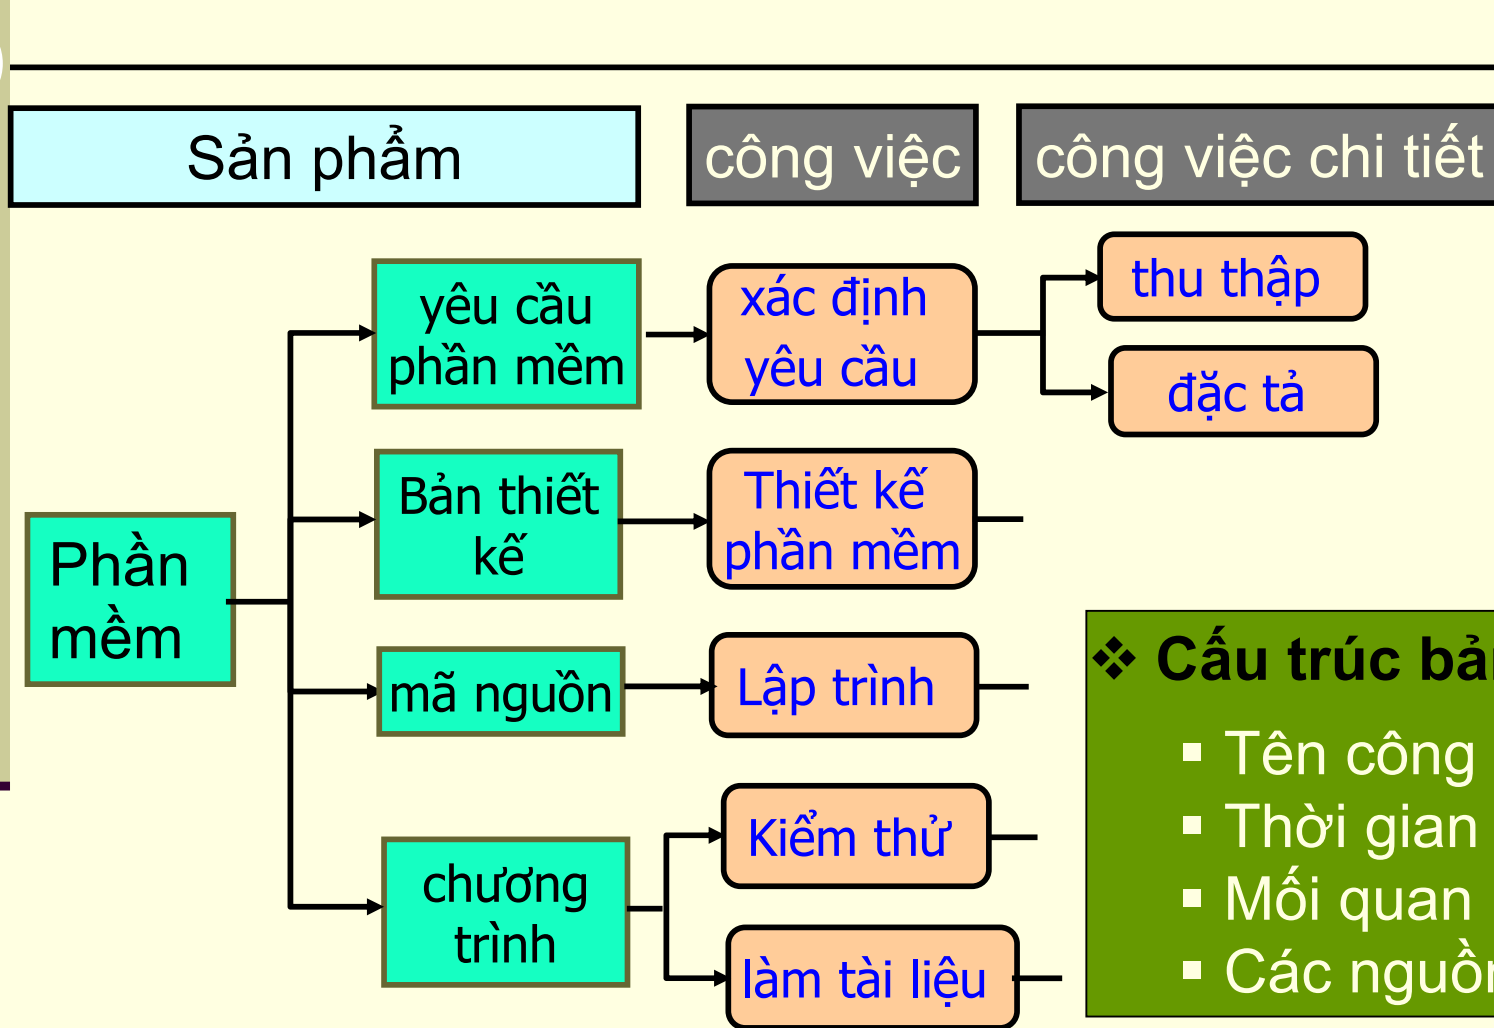 Sản phẩm
công việc
công việc chi tiết
yêu cầu
phần mềm
xác định
yêu cầu
thu thập
đặc tả
Bản thiết
kế
Thiết kế
phần mềm
Phần
mềm
mã nguồn
Lập trình
chương
trình
Kiểm thử
làm tài liệu
❖ Cấu trúc
▪ Tên công
▪ Thời gian
▪ Mối quan
▪ Các